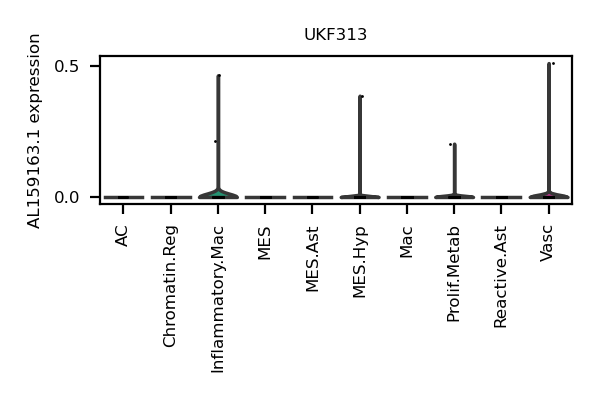 UKF313
AL159163.1 expression
0.5
0.0
AC
Chromatin.Reg
Inflammatory.Mac
MES
MES.Ast
MES.Hyp
Mac
Prolif.Metab
Reactive.Ast
Vasc